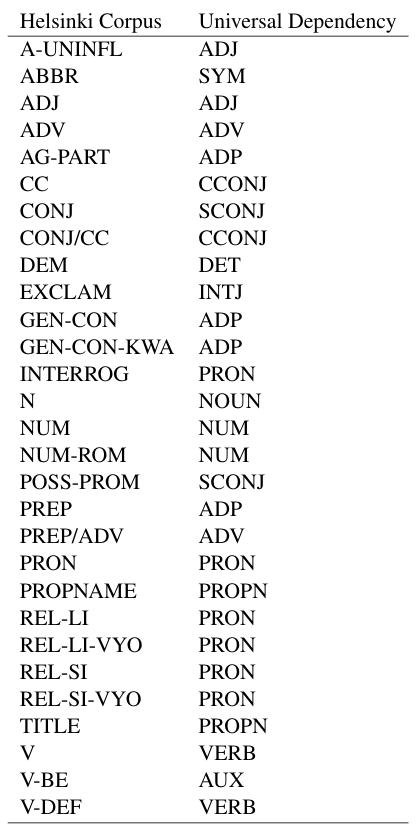 Helsinki Corpus Universal Dependency
A-UNINFL ADJ
ABBR SYM
ADJ ADJ
ADV ADV
AG-PART ADP
CC CCONJ
CONJ SCONJ
CONJ/CC CCONJ
DEM DET
EXCLAM INTJ
GEN-CON ADP
GEN-CON-KWA ADP
INTERROG PRON
N NOUN
NUM NUM
NUM-ROM NUM
POSS-PROM SCONJ
PREP ADP
PREP/ADV ADV
PRON PRON
PROPNAME PROPN
REL-LI PRON
REL-LI-VYO PRON
REL-SI PRON
REL-SI-VYO PRON
TITLE PROPN
V VERB
V-BE AUX
V-DEF VERB